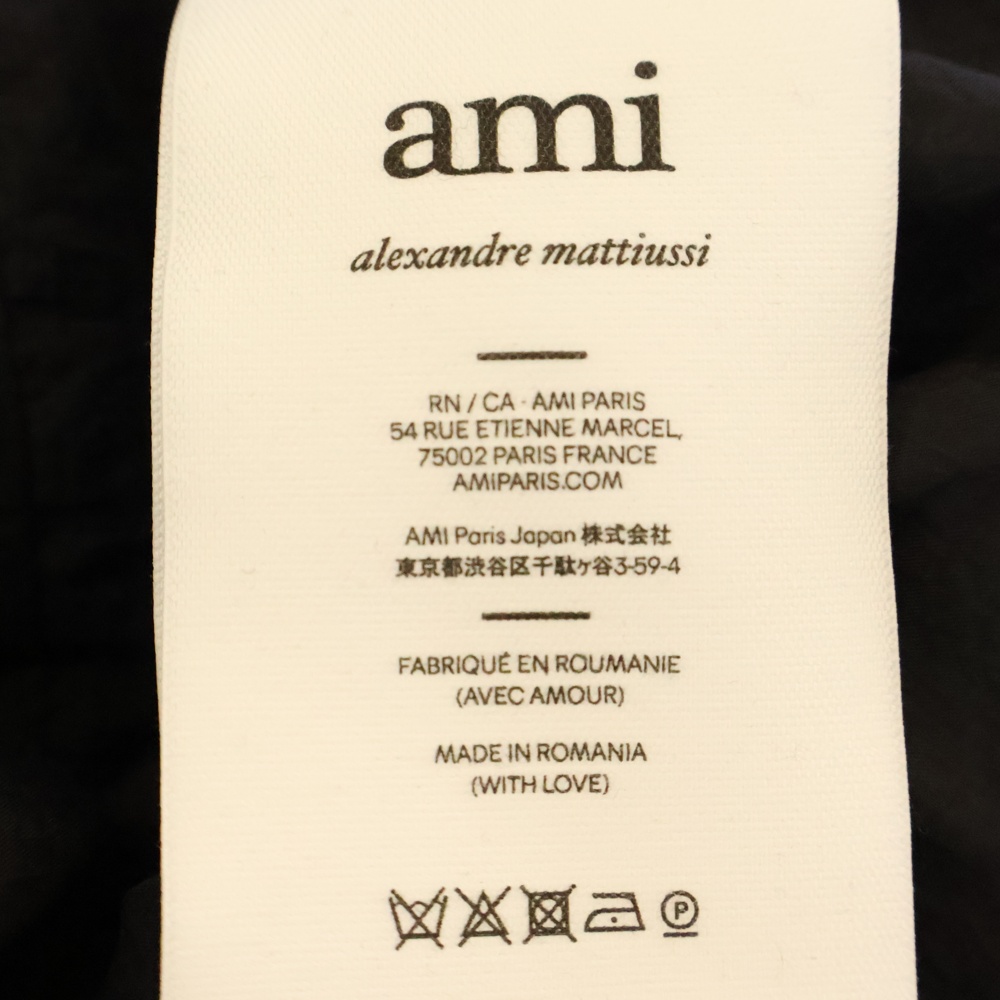 ami
alexandre mattiussi
RN / CA - AMI PARIS
54 RUE ETIENNE MARCEL,
75002 PARIS FRANCE
AMIPARIS.COM
AMI Paris Japan 株式会社
東京都渋谷区千駄ヶ谷3-59-4
FABRIQUÉ EN ROUMANIE
(AVEC AMOUR)
MADE IN ROMANIA
(WITH LOVE)
P